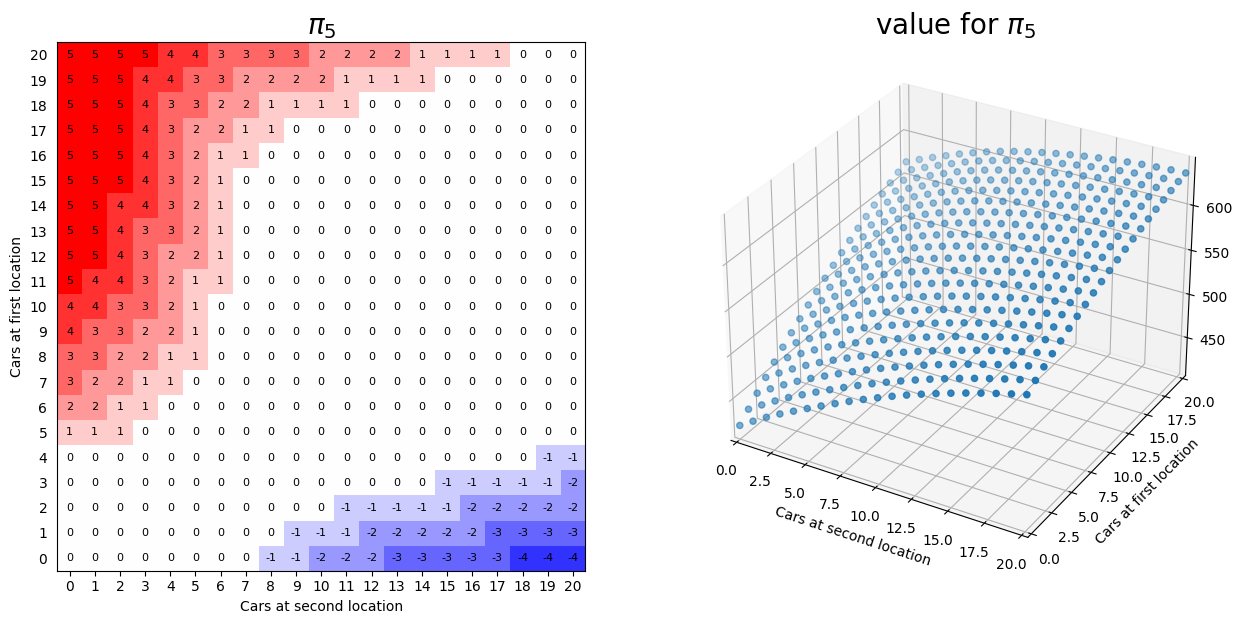 π5
20 5 5 5 5 4 4 3 3 3 3 2 2 2 2 1 1 1 1 0 0 0
19 5 5 5 4 4 3 3 2 2 2 2 1 1 1 1 0 0 0 0 0 0
18 5 5 5 4 3 3 2 2 1 1 1 1 0 0 0 0 0 0 0 0 0
17 5 5 5 4 3 2 2 1 1 0 0 0 0 0 0 0 0 0 0 0 0
16 5 5 5 4 3 2 1 1 0 0 0 0 0 0 0 0 0 0 0 0 0
15 5 5 5 4 3 2 1 0 0 0 0 0 0 0 0 0 0 0 0 0 0
14 5 5 4 4 3 2 1 0 0 0 0 0 0 0 0 0 0 0 0 0 0
13 5 5 4 3 3 2 1 0 0 0 0 0 0 0 0 0 0 0 0 0 0
12 5 5 4 3 2 2 1 0 0 0 0 0 0 0 0 0 0 0 0 0 0
11 5 4 4 3 2 1 1 0 0 0 0 0 0 0 0 0 0 0 0 0 0
10 4 4 3 3 2 1 0 0 0 0 0 0 0 0 0 0 0 0 0 0 0
9 4 3 3 2 2 1 0 0 0 0 0 0 0 0 0 0 0 0 0 0 0
8 3 3 2 2 1 1 0 0 0 0 0 0 0 0 0 0 0 0 0 0 0
7 3 2 2 1 1 0 0 0 0 0 0 0 0 0 0 0 0 0 0 0 0
6 2 2 1 1 0 0 0 0 0 0 0 0 0 0 0 0 0 0 0 0 0
5 1 1 1 0 0 0 0 0 0 0 0 0 0 0 0 0 0 0 0 0 0
4 0 0 0 0 0 0 0 0 0 0 0 0 0 0 0 0 0 0 0 -1 -1
3 0 0 0 0 0 0 0 0 0 0 0 0 0 0 0 -1 -1 -1 -1 -1 -2
2 0 0 0 0 0 0 0 0 0 0 0 -1 -1 -1 -1 -1 -2 -2 -2 -2 -2
1 0 0 0 0 0 0 0 0 0 -1 -1 -1 -2 -2 -2 -2 -2 -3 -3 -3 -3
0 0 0 0 0 0 0 0 0 -1 -1 -2 -2 -2 -3 -3 -3 -3 -3 -4 -4 -4
0 1 2 3 4 5 6 7 8 9 10 11 12 13 14 15 16 17 18 19 20
Cars at second location
Cars at first location
value for π5
600
550
500
450
0.0 2.5 5.0 7.5 10.0 12.5 15.0 17.5 20.0
Cars at second location
0.0 2.5 5.0 7.5 10.0 12.5 15.0 17.5 20.0
Cars at first location